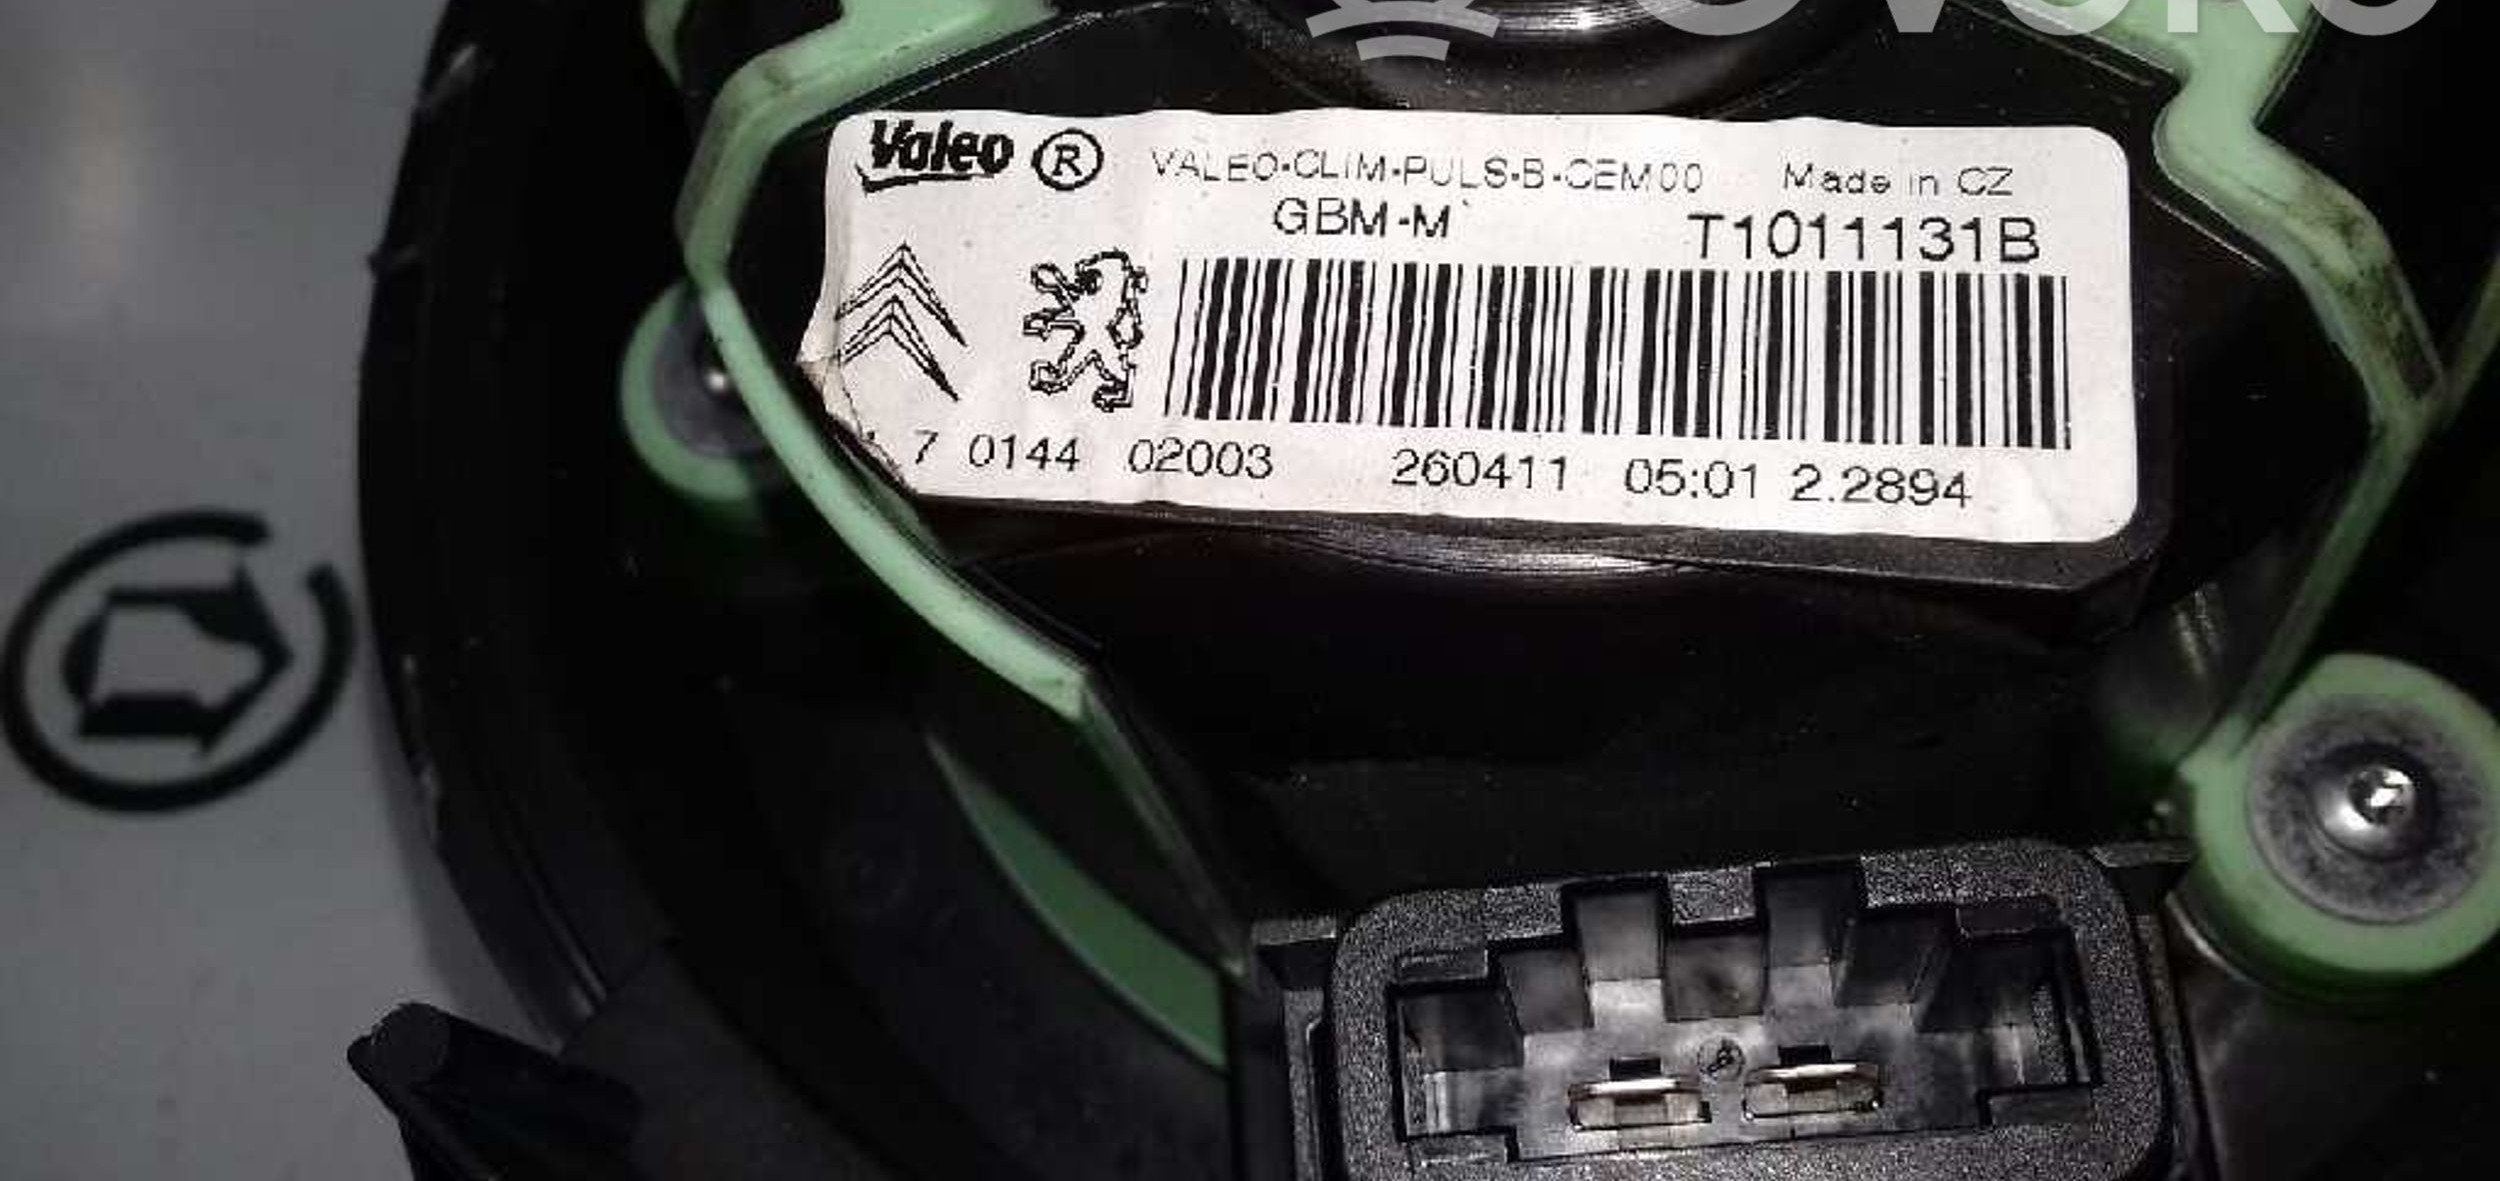 Valeo ® VALEO-CLIM-PULS-B-CEM00 Made in CZ
GBM-M T1011131B
7 0144 02003 260411 05:01 2.2894